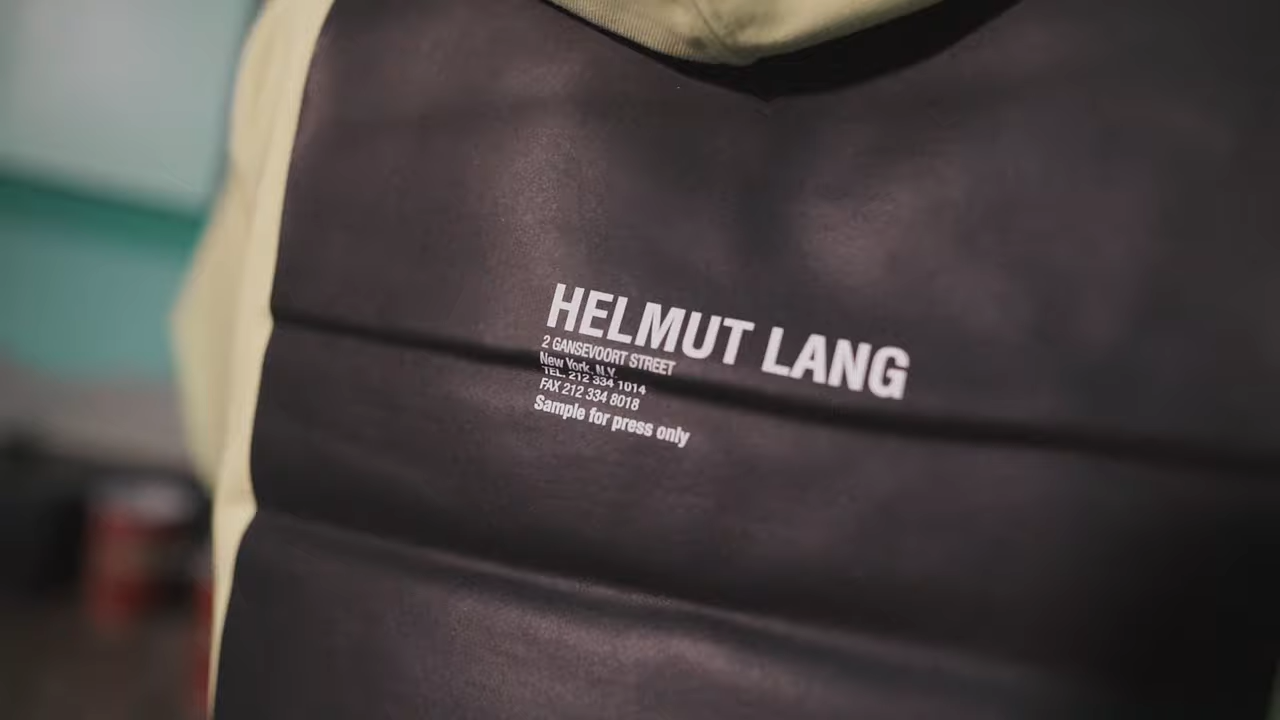 HELMUT LANG
2 GANSEVOORT STREET
New York, N.Y.
TEL. 212 334 1014
FAX 212 334 8018
Sample for press only